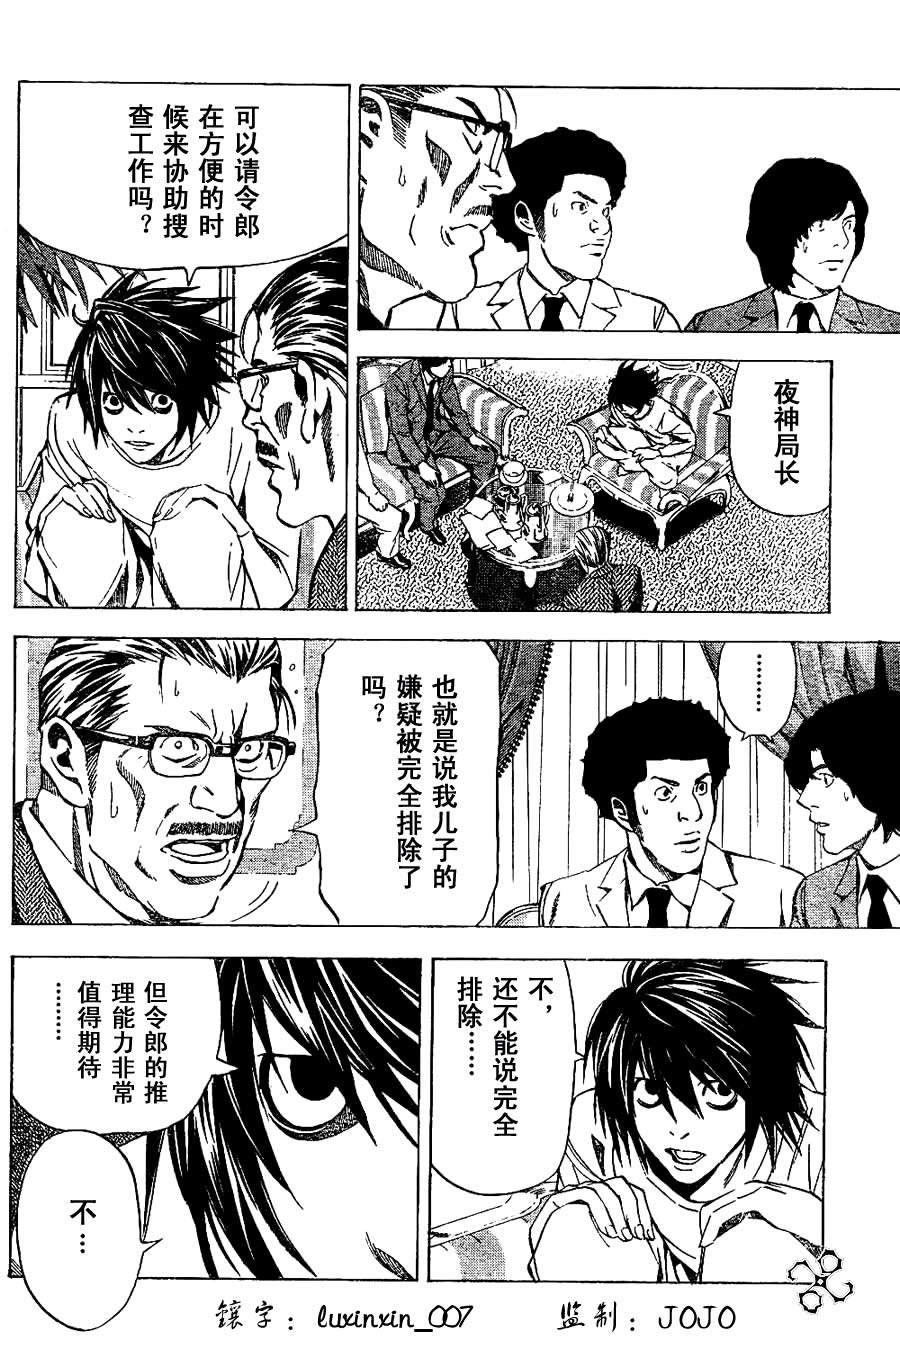 夜神局长
可以请令郎
在方便的时
候来协助搜
查工作吗？
………
也就是说我儿子的
嫌疑被完全排除了
吗？
不，
还不能说完全
排除……
但令郎的推
理能力非常
值得期待
………
不…
镶字：luxinxin_007
监制：JOJO